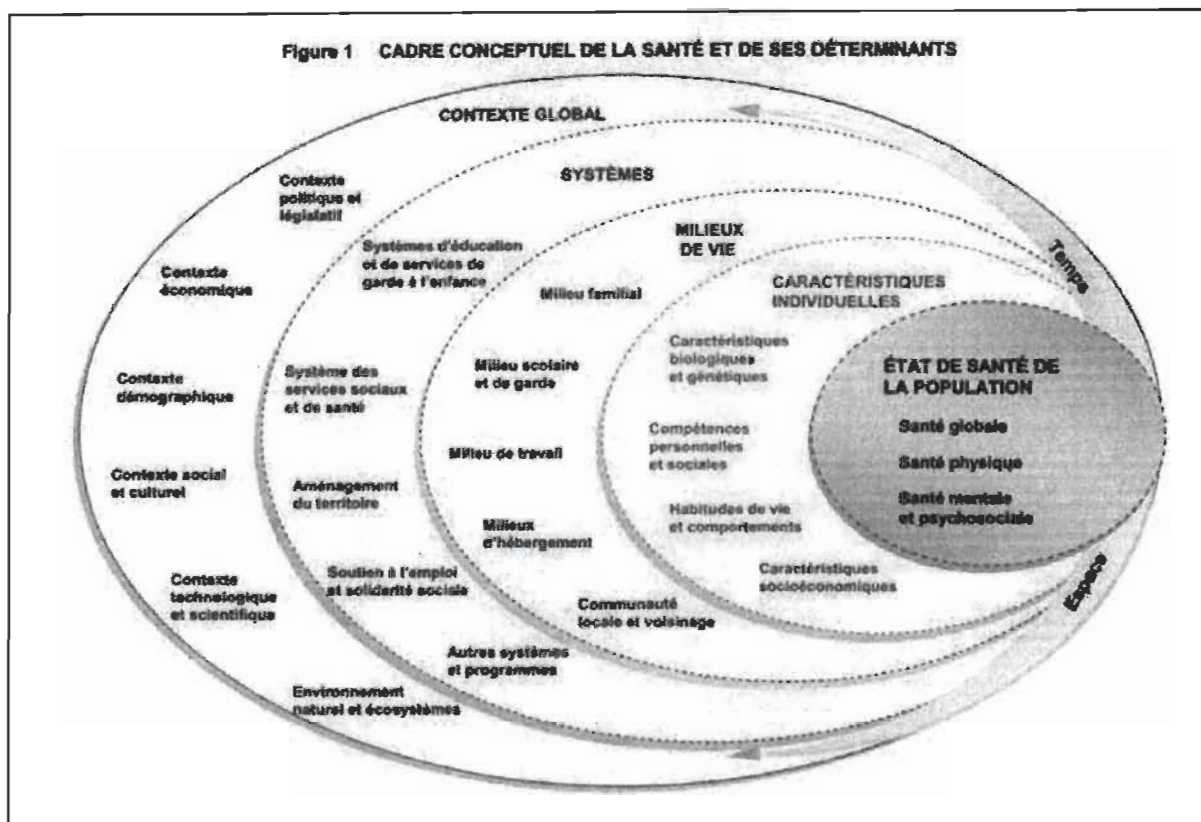 Figure 1 CADRE CONCEPTUEL DE LA SANTÉ ET DE SES DÉTERMINANTS
CONTEXTE GLOBAL
Contexte
politique et
législatif
Contexte
économique
Contexte
démographique
Contexte social
et culturel
Contexte
technologique
et scientifique
Environnement
naturel et écosystèmes
SYSTÈMES
Systèmes d'éducation
et de services de
garde à l'enfance
Système des
services sociaux
et de santé
Aménagement
du territoire
Soutien à l'emploi
et solidarité sociale
Autres systèmes
et programmes
MILIEUX
DE VIE
Milieu familial
Milieu scolaire
et de garde
Milieu de travail
Milieux
d'hébergement
Communauté
locale et voisinage
CARACTÉRISTIQUES
INDIVIDUELLES
Caractéristiques
biologiques
et génétiques
Compétences
personnelles
et sociales
Habitudes de vie
et comportements
Caractéristiques
socioéconomiques
ÉTAT DE SANTÉ DE
LA POPULATION
Santé globale
Santé physique
Santé mentale
et psychosociale
Temps
Espace